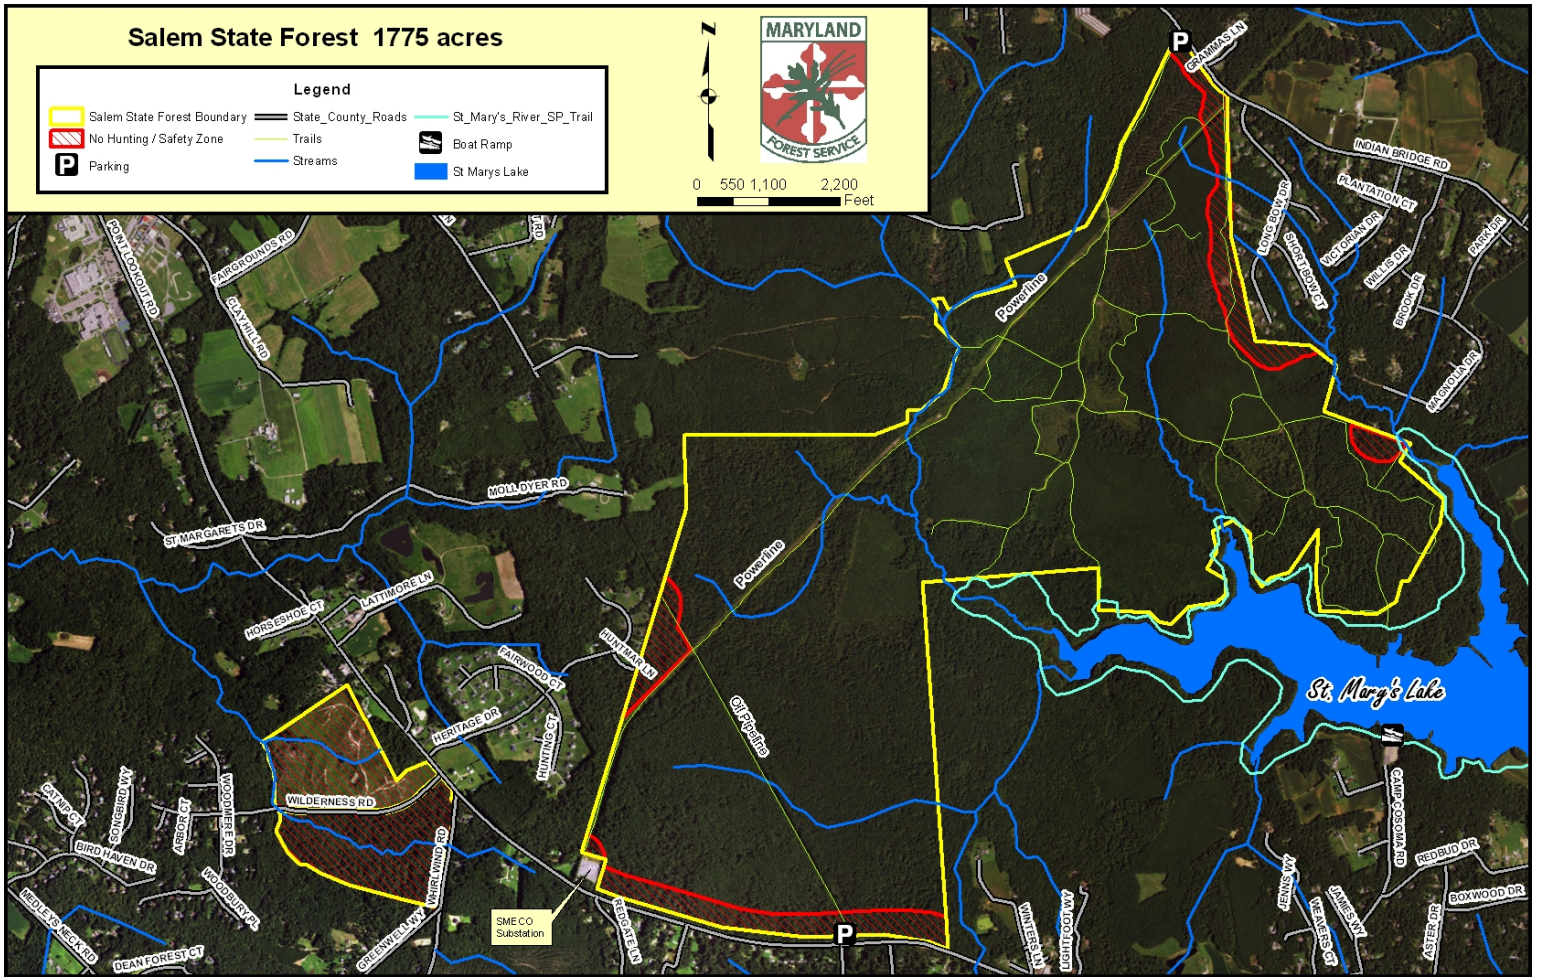 Salem State Forest 1775 acres
Legend
Salem State Forest Boundary
No Hunting / Safety Zone
P
Parking
State_County_Roads
Trails
Streams
St_Mary's_River_SP_Trail
Boat Ramp
St Marys Lake
N
MARYLAND
FOREST SERVICE
0 550 1,100 2,200
Feet
P
GRAMMAS LN
INDIAN BRIDGE RD
PLANTATION CT
LONG BOW DR
SHORT BOW CT
VICTORIAN DR
WILLIS DR
PARK DR
BROOK DR
MAGNOLIA DR
POINT LOOKOUT RD
FAIRGROUNDS RD
CLAY HILL RD
RD
Powerline
MOLL DYER RD
ST MARGARETS DR
Powerline
LATTIMORE LN
HORSESHOE CT
HUNTMAR LN
FAIRWOOD CT
HERITAGE DR
HUNTING CT
Oil Pipeline
St. Mary's Lake
WILDERNESS RD
CATNIP CT
SONGBIRD WY
ARBOR CT
WOODMERE DR
BIRD HAVEN DR
WOODBURY PL
WHIRLWIND RD
MEDLEYS NECK RD
DEAN FOREST CT
GREENWELL WY
SMECO
Substation
REDGATE LN
P
WINTERS LN
LIGHTFOOT WY
JENNS WY
WEAVERS CT
JAMIES WY
CAMP COSOMA RD
REDBUD DR
BOXWOOD DR
ASTER DR